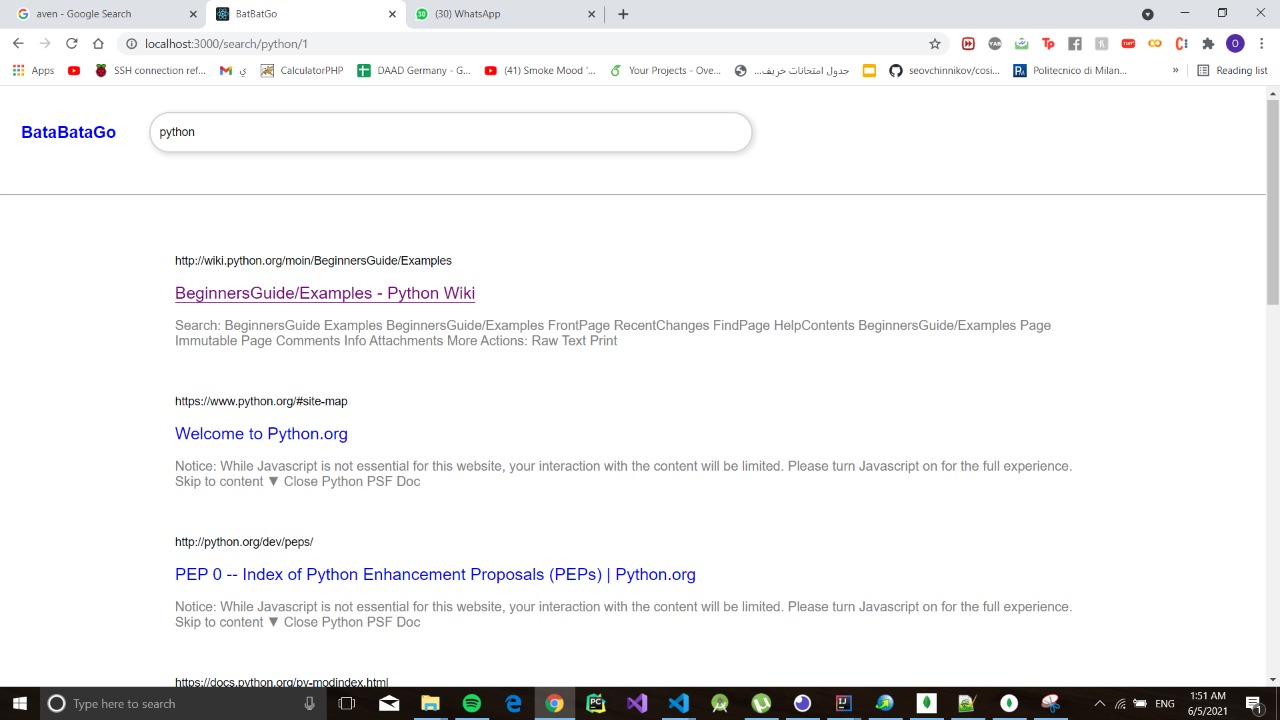 aven - Google Search
BatBatGo
(30) WhatsApp
localhost:3000/search/python/1
Apps
SSH connection ref...
ي
CalculatorPHP
DAAD Germany - G...
(41) Smoke Mood '...
Your Projects - Ove...
جدول امتحانات خريف...
seovchinnikov/cosi...
Politecnico di Milan...
»
Reading list
BataBataGo
python
http://wiki.python.org/moin/BeginnersGuide/Examples
BeginnersGuide/Examples - Python Wiki
Search: BeginnersGuide Examples BeginnersGuide/Examples FrontPage RecentChanges FindPage HelpContents BeginnersGuide/Examples Page
Immutable Page Comments Info Attachments More Actions: Raw Text Print
https://www.python.org/#site-map
Welcome to Python.org
Notice: While Javascript is not essential for this website, your interaction with the content will be limited. Please turn Javascript on for the full experience.
Skip to content ▼ Close Python PSF Doc
http://python.org/dev/peps/
PEP 0 -- Index of Python Enhancement Proposals (PEPs) | Python.org
Notice: While Javascript is not essential for this website, your interaction with the content will be limited. Please turn Javascript on for the full experience.
Skip to content ▼ Close Python PSF Doc
https://docs.python.org/py-modindex.html
Type here to search
ENG
1:51 AM
6/5/2021